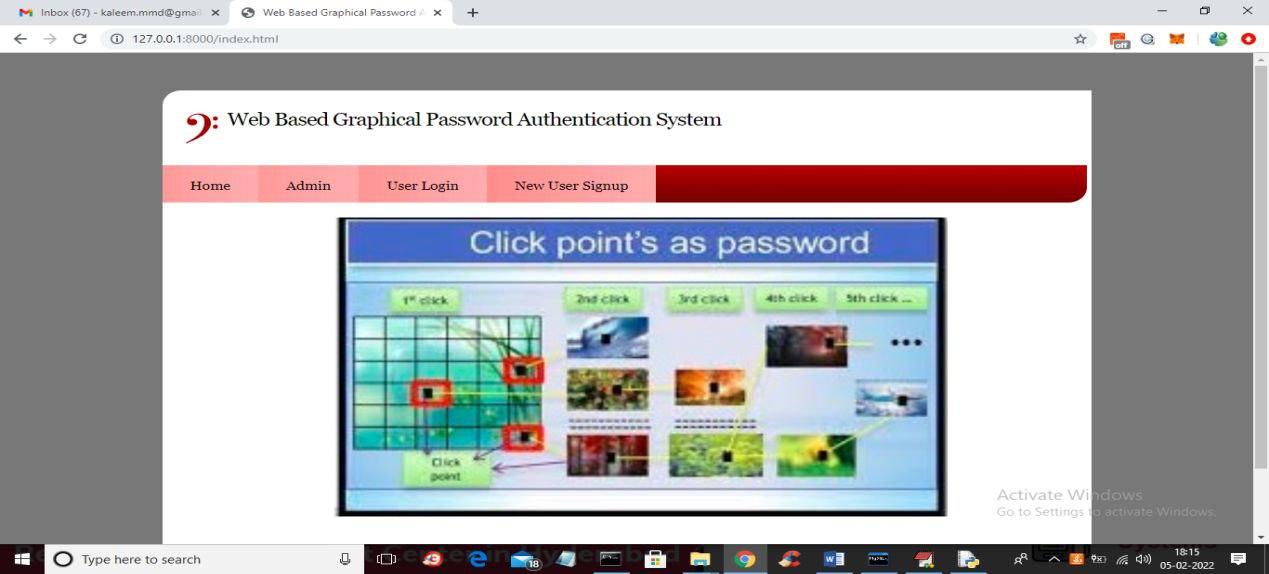 Inbox (67) - kaleem.mmd@gmai
Web Based Graphical Password A
127.0.0.1:8000/index.html
off
Web Based Graphical Password Authentication System
Home Admin User Login New User Signup
Click point's as password
1st click 2nd click 3rd click 4th click 5th click ...
Click
point
Activate Windows
Go to Settings to activate Windows.
Type here to search
18
18:15
05-02-2022